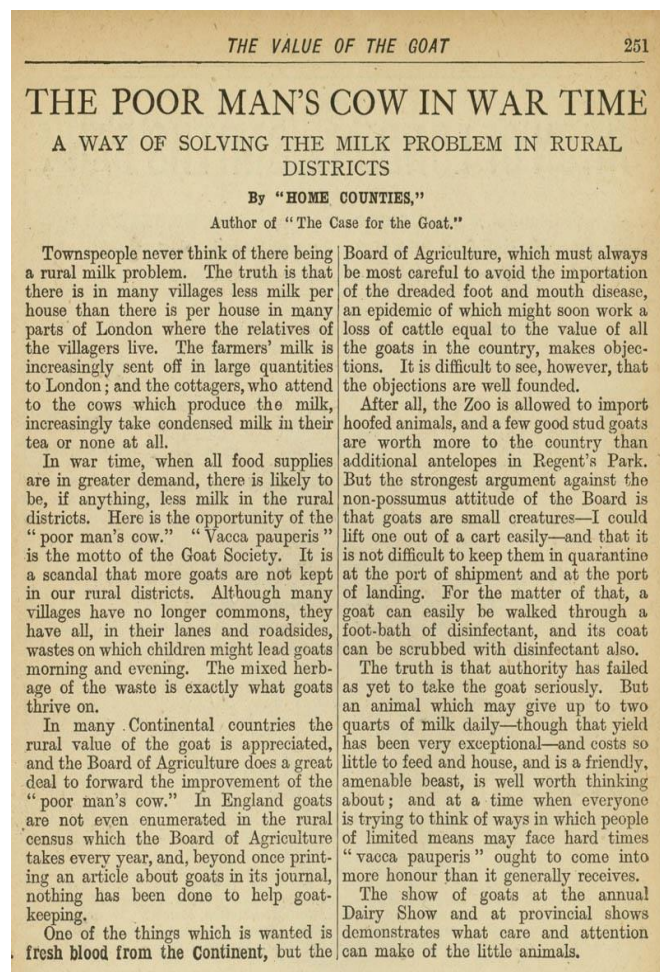 THE VALUE OF THE GOAT 251
THE POOR MAN'S COW IN WAR TIME
A WAY OF SOLVING THE MILK PROBLEM IN RURAL
DISTRICTS
By "HOME COUNTIES,"
Author of "The Case for the Goat."
Townspeople never think of there being
a rural milk problem. The truth is that
there is in many villages less milk per
house than there is per house in many
parts of London where the relatives of
the villagers live. The farmers' milk is
increasingly sent off in large quantities
to London; and the cottagers, who attend
to the cows which produce the milk,
increasingly take condensed milk in their
tea or none at all.
In war time, when all food supplies
are in greater demand, there is likely to
be, if anything, less milk in the rural
districts. Here is the opportunity of the
"poor man's cow." "Vacca pauperis"
is the motto of the Goat Society. It is
a scandal that more goats are not kept
in our rural districts. Although many
villages have no longer commons, they
have all, in their lanes and roadsides,
wastes on which children might lead goats
morning and evening. The mixed herb-
age of the waste is exactly what goats
thrive on.
In many Continental countries the
rural value of the goat is appreciated,
and the Board of Agriculture does a great
deal to forward the improvement of the
"poor man's cow." In England goats
are not even enumerated in the rural
census which the Board of Agriculture
takes every year, and, beyond once print-
ing an article about goats in its journal,
nothing has been done to help goat-
keeping.
One of the things which is wanted is
fresh blood from the Continent, but the
Board of Agriculture, which must always
be most careful to avoid the importation
of the dreaded foot and mouth disease,
an epidemic of which might soon work a
loss of cattle equal to the value of all
the goats in the country, makes objec-
tions. It is difficult to see, however, that
the objections are well founded.
After all, the Zoo is allowed to import
hoofed animals, and a few good stud goats
are worth more to the country than
additional antelopes in Regent's Park.
But the strongest argument against the
non-possumus attitude of the Board is
that goats are small creatures—I could
lift one out of a cart easily—and that it
is not difficult to keep them in quarantine
at the port of shipment and at the port
of landing. For the matter of that, a
goat can easily be walked through a
foot-bath of disinfectant, and its coat
can be scrubbed with disinfectant also.
The truth is that authority has failed
as yet to take the goat seriously. But
an animal which may give up to two
quarts of milk daily—though that yield
has been very exceptional—and costs so
little to feed and house, and is a friendly,
amenable beast, is well worth thinking
about; and at a time when everyone
is trying to think of ways in which people
of limited means may face hard times
"vacca pauperis" ought to come into
more honour than it generally receives.
The show of goats at the annual
Dairy Show and at provincial shows
demonstrates what care and attention
can make of the little animals.